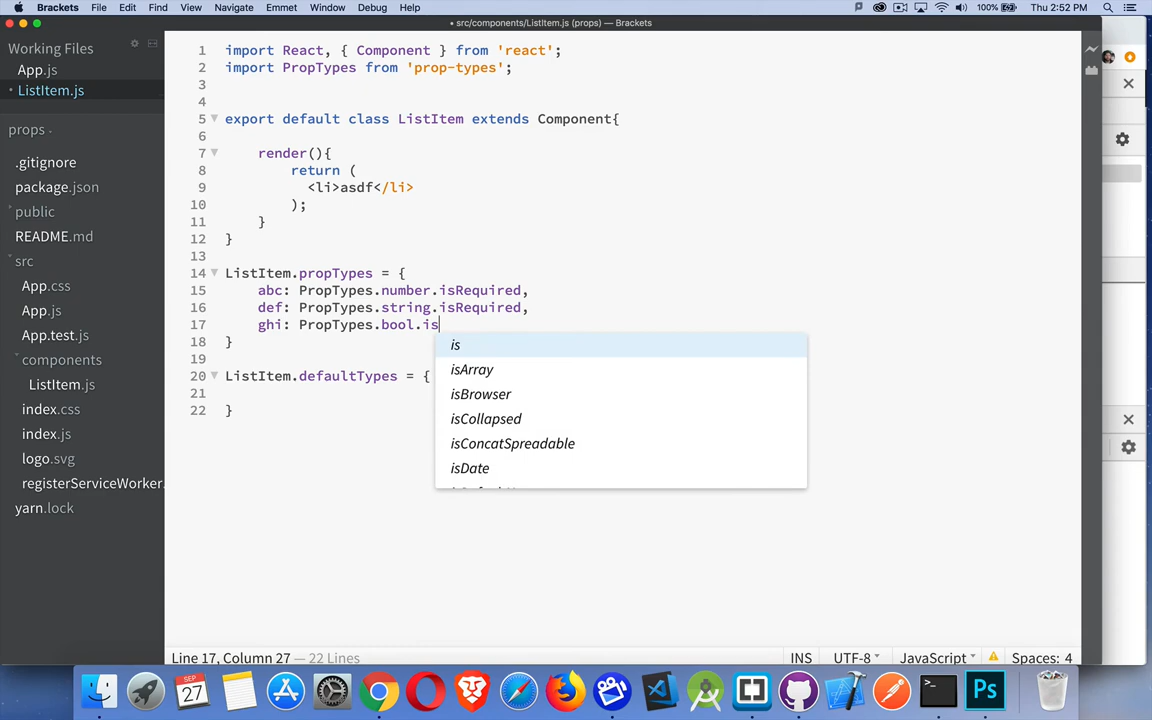 Brackets File Edit Find View Navigate Emmet Window Debug Help 100% Thu 2:52 PM
• src/components/ListItem.js (props) — Brackets
Working Files
App.js
• ListItem.js
props
.gitignore
package.json
public
README.md
src
App.css
App.js
App.test.js
components
ListItem.js
index.css
index.js
logo.svg
registerServiceWorker.
yarn.lock
1 import React, { Component } from 'react';
2 import PropTypes from 'prop-types';
3
4
5 export default class ListItem extends Component{
6
7 render(){
8 return (
9 <li>asdf</li>
10 );
11 }
12 }
13
14 ListItem.propTypes = {
15 abc: PropTypes.number.isRequired,
16 def: PropTypes.string.isRequired,
17 ghi: PropTypes.bool.is
18 }
19
20 ListItem.defaultTypes = {
21
22 }
is
isArray
isBrowser
isCollapsed
isConcatSpreadable
isDate
Line 17, Column 27 — 22 Lines
INS UTF-8 JavaScript Spaces: 4
SEP
27
>_
Ps